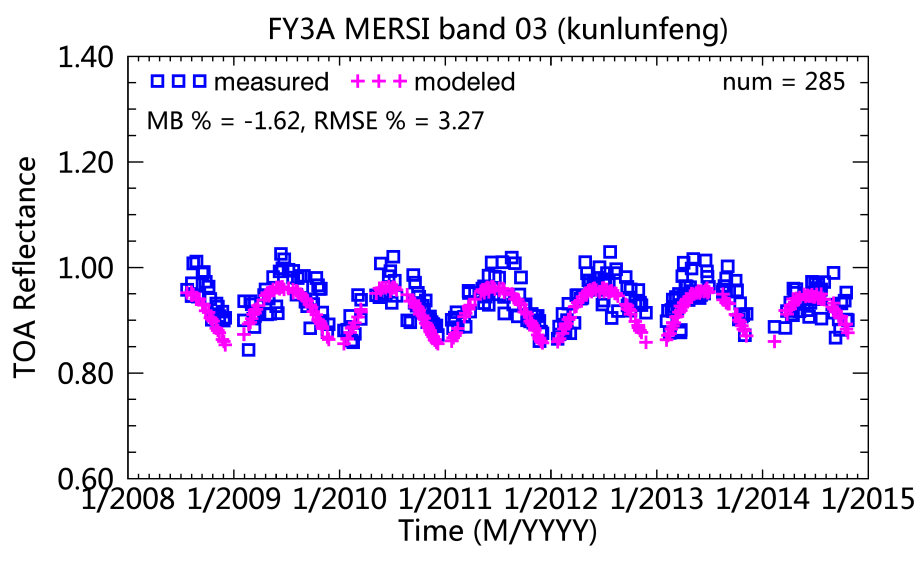 FY3A MERSI band 03 (kunlunfeng)
1.40
measured modeled num = 285
MB % = -1.62, RMSE % = 3.27
1.20
1.00
0.80
0.60
TOA Reflectance
1/2008 1/2009 1/2010 1/2011 1/2012 1/2013 1/2014 1/2015
Time (M/YYYY)